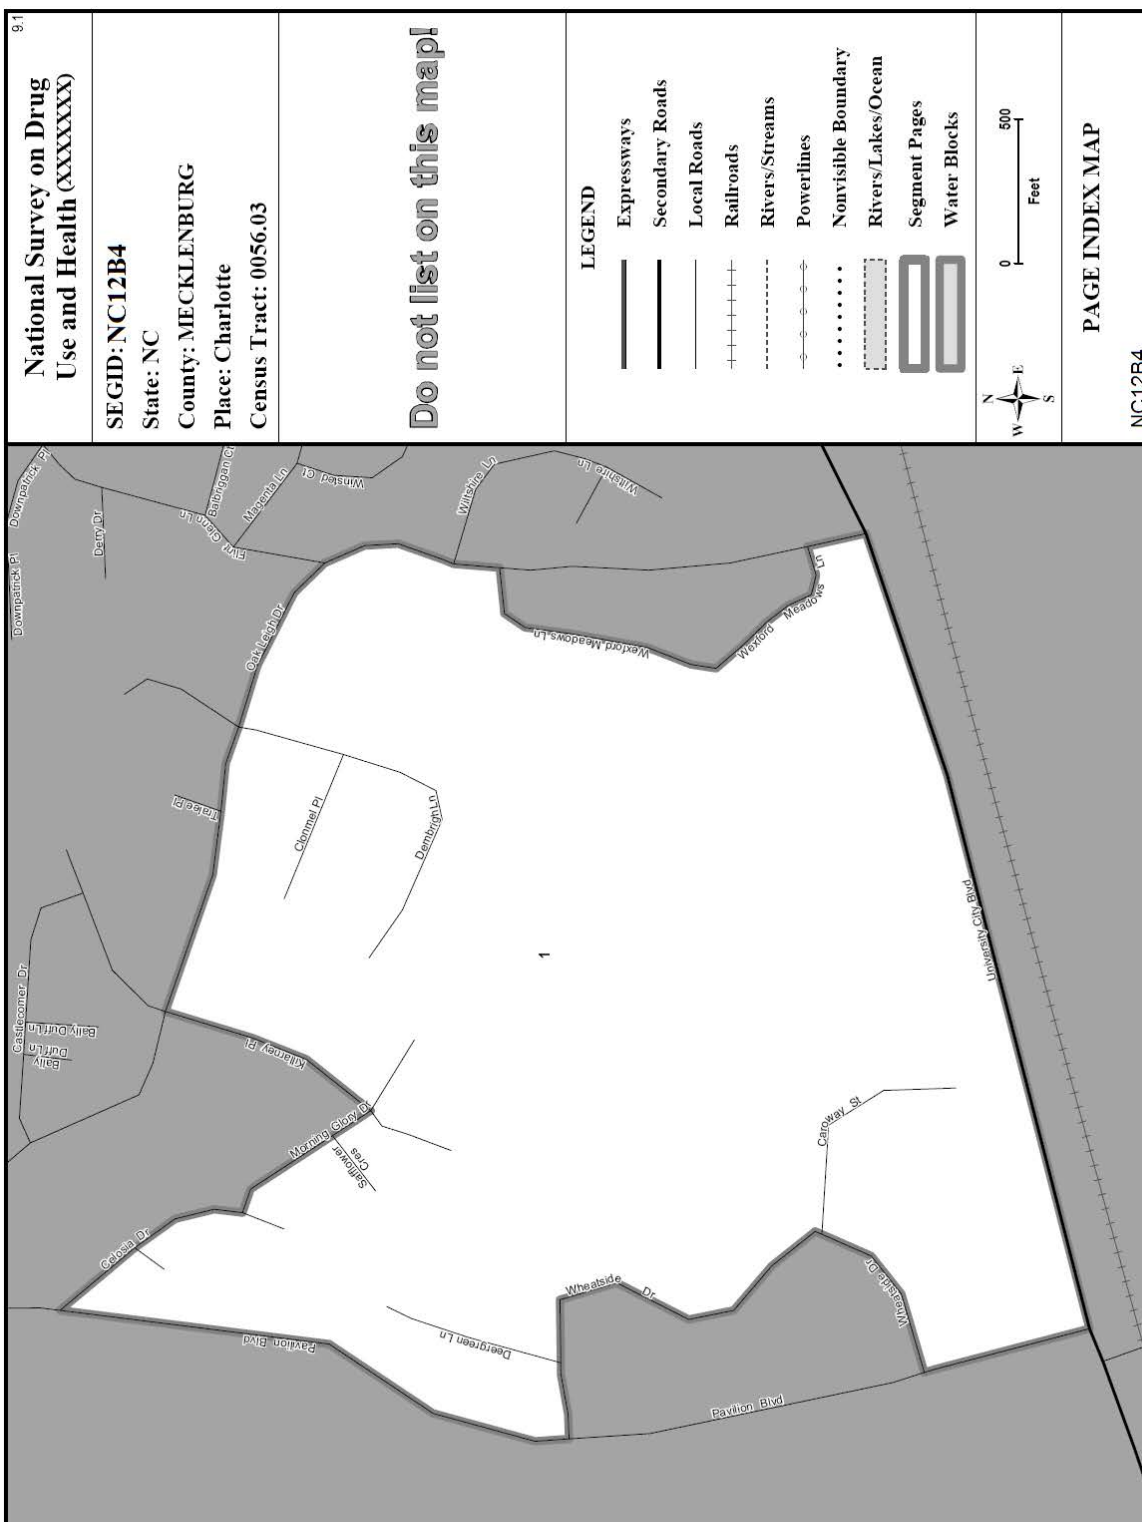 9.1
National Survey on Drug
Use and Health (XXXXXXX)
SEGID: NC12B4
State: NC
County: MECKLENBURG
Place: Charlotte
Census Tract: 0056.03
Do not list on this map!
LEGEND
Expressways
Secondary Roads
Local Roads
Railroads
Rivers/Streams
Powerlines
Nonvisible Boundary
Rivers/Lakes/Ocean
Segment Pages
Water Blocks
N
W
E
S
0
500
Feet
PAGE INDEX MAP
NC12B4
Downpatrick Pl
Downpatrick Pl
Derry Dr
Balbriggan Ct
Flyr Glenn Ln
Magenta Ln
Winsted Ct
Wiltshire Ln
Wiltshire Ln
Oak Leigh Dr
Tralee Pl
Clonmel Pl
Dembrigh Ln
Wexford Meadows Ln
Wexford Meadows Ln
University City Blvd
1
Castlecomer Dr
Bally Duff Ln
Bally
Duff Ln
Killarney Pl
Morning Glory Dr
Safflower
Cres
Celosia Dr
Pavilion Blvd
Deergreen Ln
Wheatside Dr
Caroway St
Wheatside Dr
Pavilion Blvd